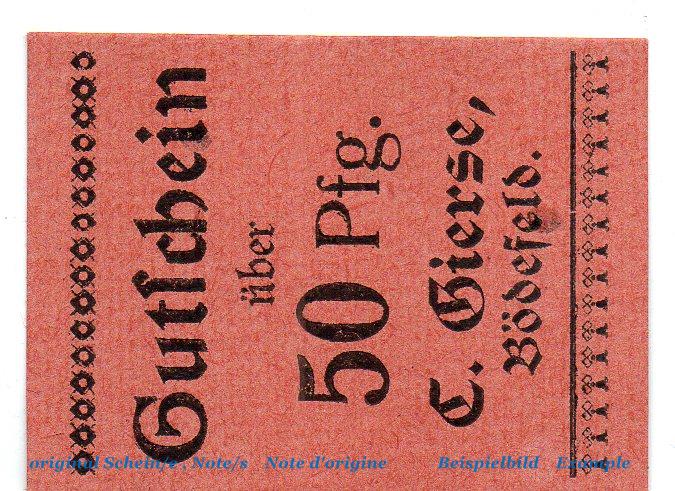 Gutschein
über
50 Pfg.
C. Gierse,
Bödefeld.
original Schein/e , Note/s Note d'origine Beispielbild Example